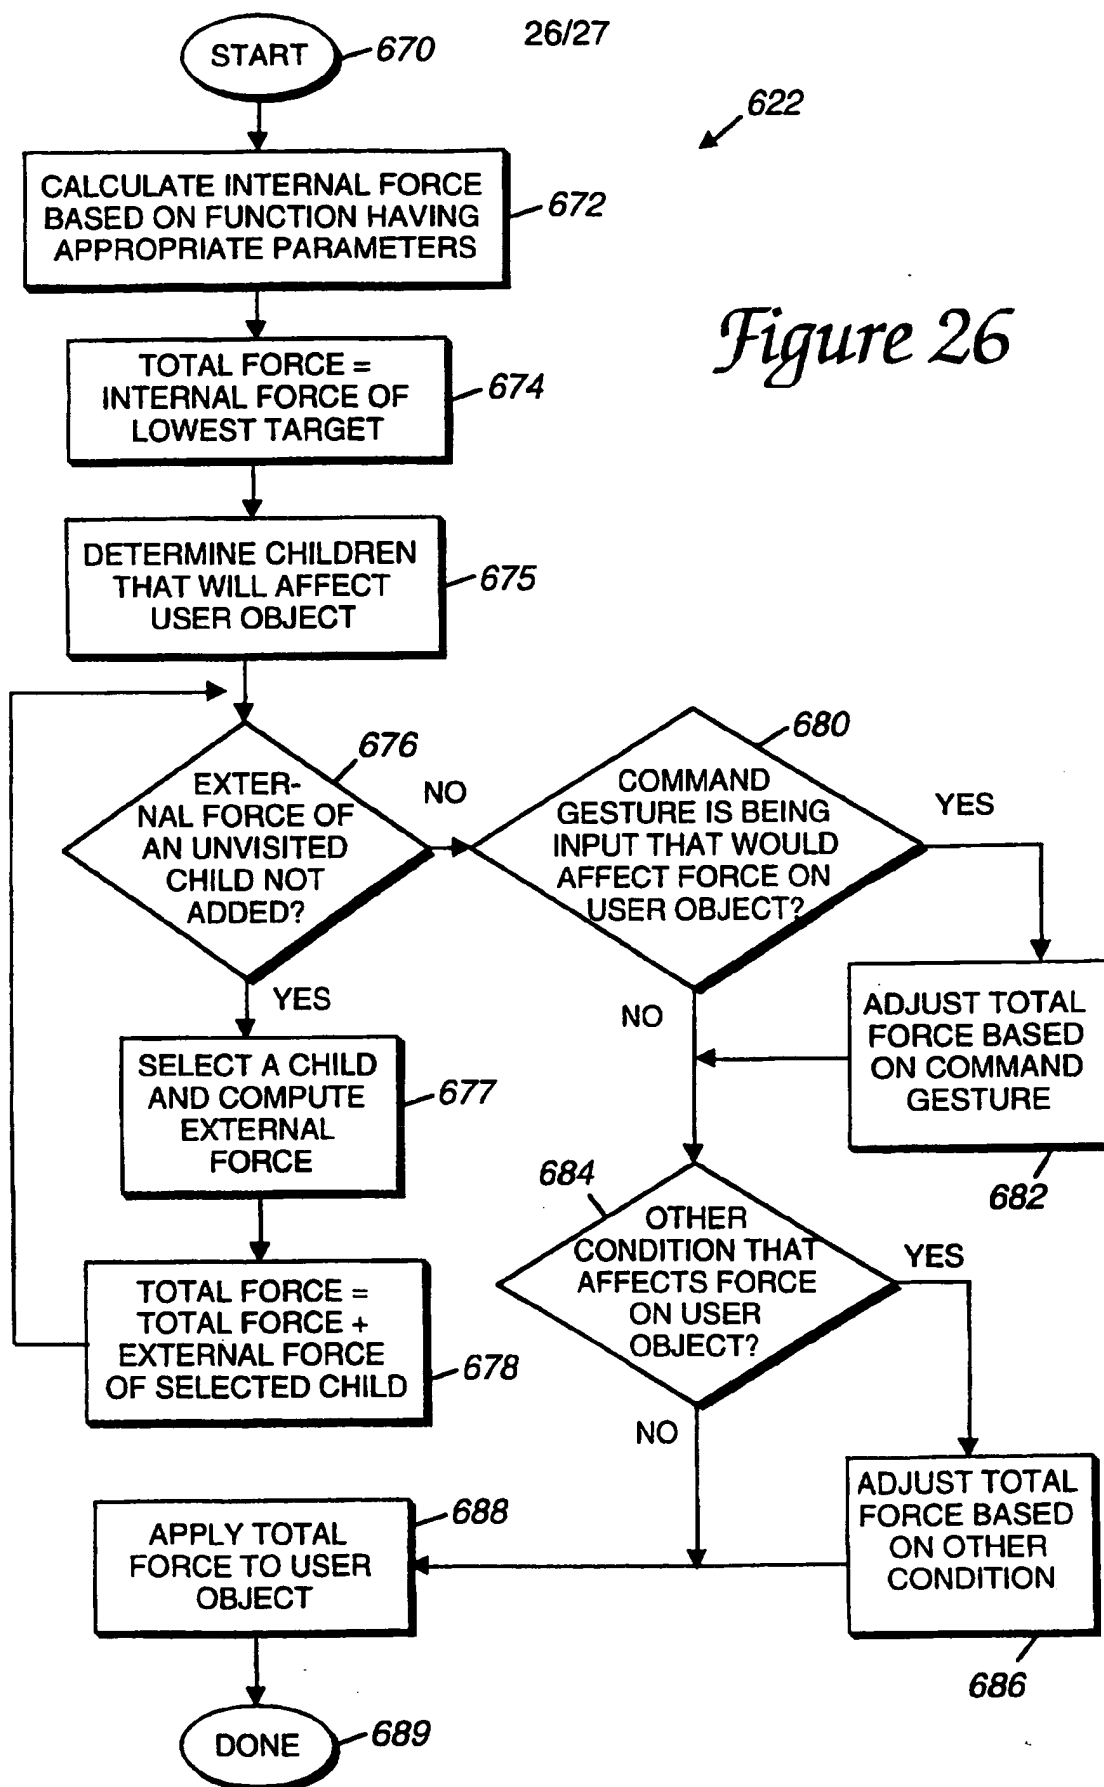 26/27
START
670
622
CALCULATE INTERNAL FORCE
BASED ON FUNCTION HAVING
APPROPRIATE PARAMETERS
672
Figure 26
TOTAL FORCE =
INTERNAL FORCE OF
LOWEST TARGET
674
DETERMINE CHILDREN
THAT WILL AFFECT
USER OBJECT
675
676
EXTER-
NAL FORCE OF
AN UNVISITED
CHILD NOT
ADDED?
NO
YES
680
COMMAND
GESTURE IS BEING
INPUT THAT WOULD
AFFECT FORCE ON
USER OBJECT?
YES
NO
SELECT A CHILD
AND COMPUTE
EXTERNAL
FORCE
677
ADJUST TOTAL
FORCE BASED
ON COMMAND
GESTURE
682
TOTAL FORCE =
TOTAL FORCE +
EXTERNAL FORCE
OF SELECTED CHILD
678
684
OTHER
CONDITION THAT
AFFECTS FORCE
ON USER
OBJECT?
YES
NO
ADJUST TOTAL
FORCE BASED
ON OTHER
CONDITION
686
APPLY TOTAL
FORCE TO USER
OBJECT
688
DONE
689